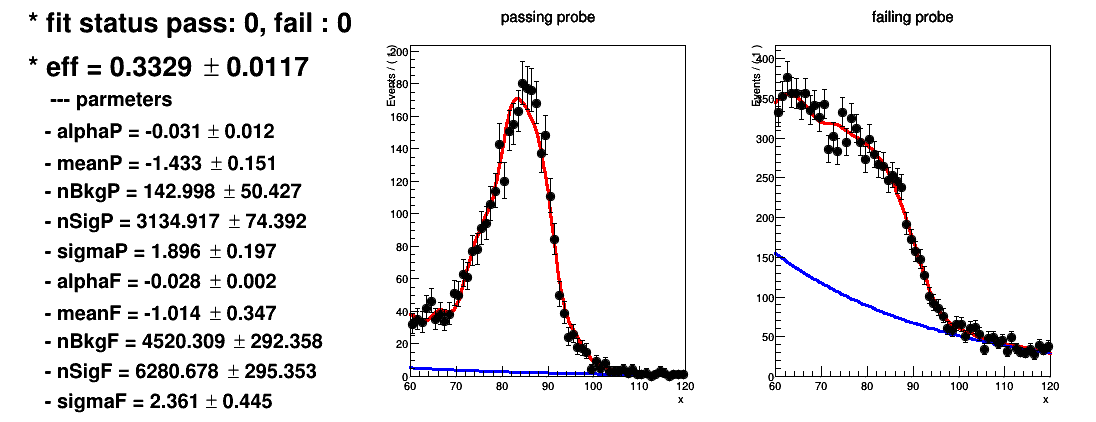 * fit status pass: 0, fail : 0
* eff = 0.3329 ± 0.0117
--- parmeters
- alphaP = -0.031 ± 0.012
- meanP = -1.433 ± 0.151
- nBkgP = 142.998 ± 50.427
- nSigP = 3134.917 ± 74.392
- sigmaP = 1.896 ± 0.197
- alphaF = -0.028 ± 0.002
- meanF = -1.014 ± 0.347
- nBkgF = 4520.309 ± 292.358
- nSigF = 6280.678 ± 295.353
- sigmaF = 2.361 ± 0.445
passing probe
Events / ( 1 )
200
180
160
140
120
100
80
60
40
20
0
60 70 80 90 100 110 120
x
failing probe
Events / ( 1 )
400
350
300
250
200
150
100
50
0
60 70 80 90 100 110 120
x